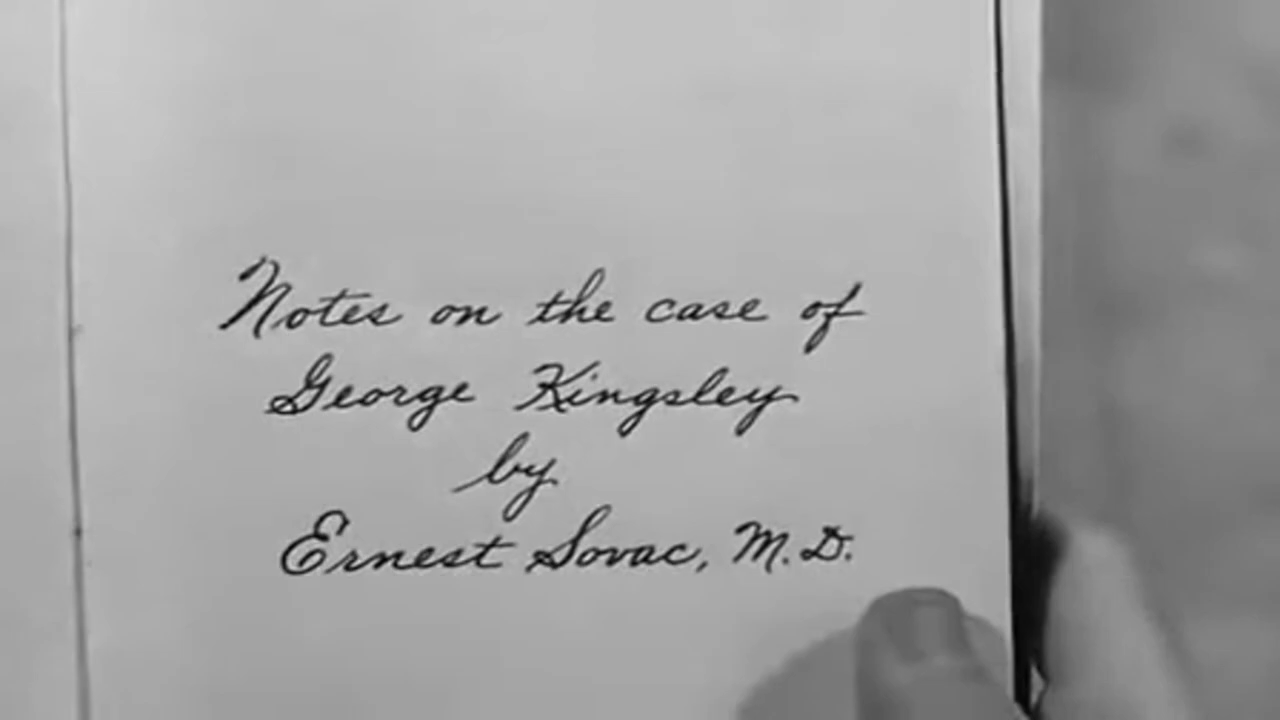 Notes on the case of
George Kingsley
by
Ernest Sovac, M.D.